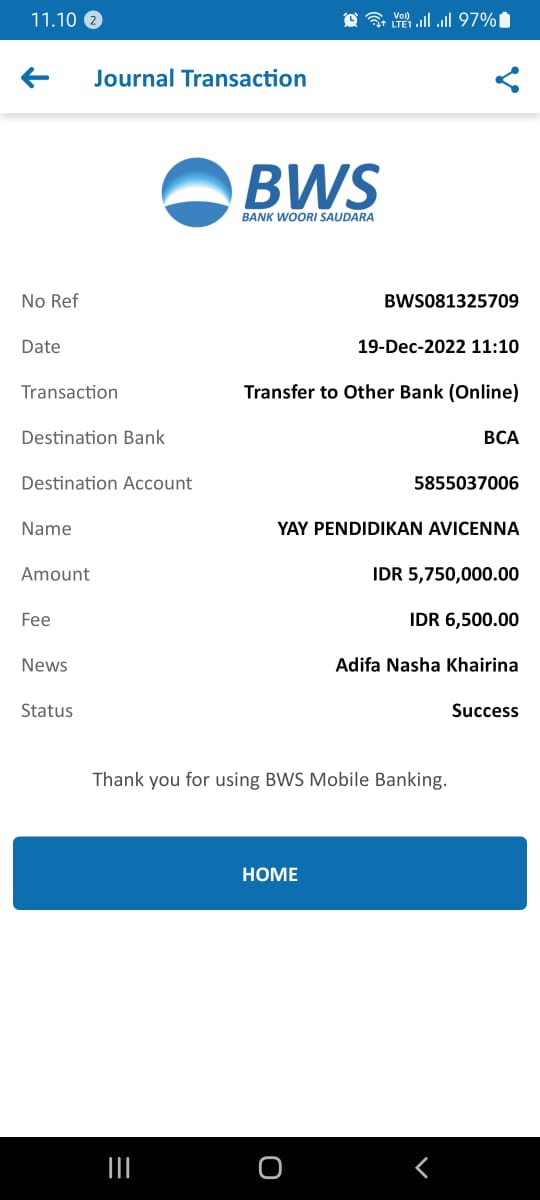 11.10 2 Vo)) LTE1 97%
Journal Transaction
BWS
BANK WOORI SAUDARA
No Ref BWS081325709
Date 19-Dec-2022 11:10
Transaction Transfer to Other Bank (Online)
Destination Bank BCA
Destination Account 5855037006
Name YAY PENDIDIKAN AVICENNA
Amount IDR 5,750,000.00
Fee IDR 6,500.00
News Adifa Nasha Khairina
Status Success
Thank you for using BWS Mobile Banking.
HOME